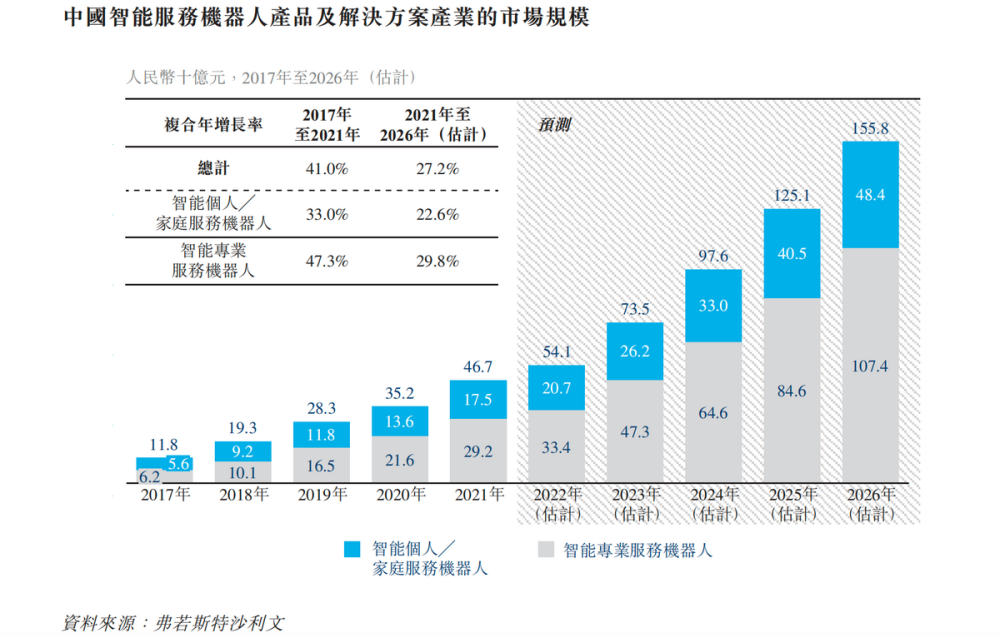 中國智能服務機器人產品及解決方案產業的市場規模
人民幣十億元，2017年至2026年（估計）
複合年增長率
2017年
至2021年
2021年至
2026年（估計）
總計
41.0%
27.2%
智能個人／
家庭服務機器人
33.0%
22.6%
智能專業
服務機器人
47.3%
29.8%
預測
11.8
5.6
6.2
19.3
9.2
10.1
28.3
11.8
16.5
35.2
13.6
21.6
46.7
17.5
29.2
54.1
20.7
33.4
73.5
26.2
47.3
97.6
33.0
64.6
125.1
40.5
84.6
155.8
48.4
107.4
2017年
2018年
2019年
2020年
2021年
2022年
（估計）
2023年
（估計）
2024年
（估計）
2025年
（估計）
2026年
（估計）
智能個人／
家庭服務機器人
智能專業服務機器人
資料來源：弗若斯特沙利文